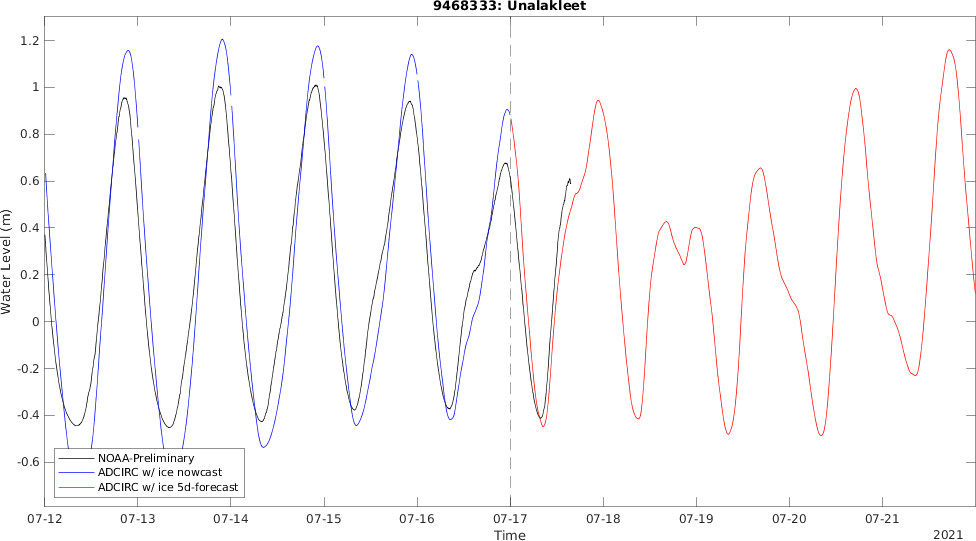 9468333: Unalakleet
1.2
1
0.8
0.6
0.4
0.2
0
-0.2
-0.4
-0.6
Water Level (m)
NOAA-Preliminary
ADCIRC w/ ice nowcast
ADCIRC w/ ice 5d-forecast
07-12 07-13 07-14 07-15 07-16 07-17 07-18 07-19 07-20 07-21
Time
2021